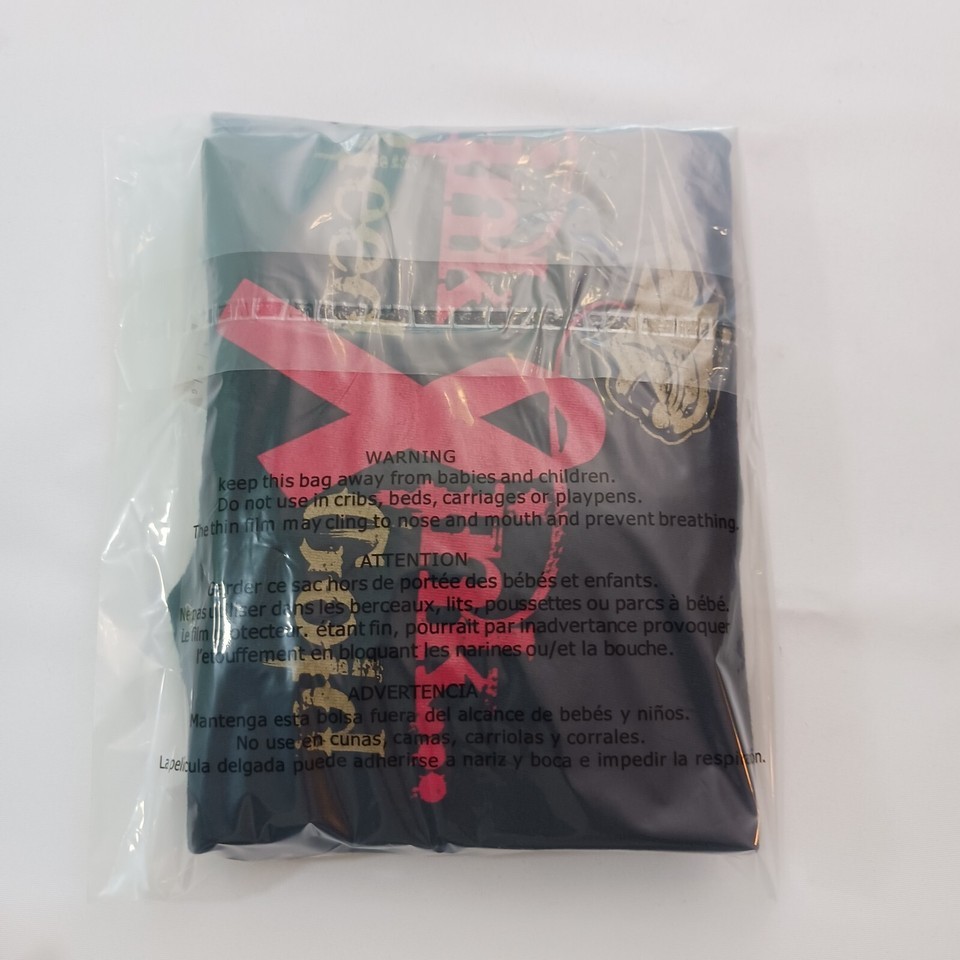 WARNING
keep this bag away from babies and children.
Do not use in cribs, beds, carriages or playpens.
The thin film may cling to nose and mouth and prevent breathing.
ATTENTION
Garder ce sac hors de portée des bébés et enfants.
Ne pas utiliser dans les berceaux, lits, poussettes ou parcs à bébé.
Le film protecteur. étant fin, pourrait par inadvertance provoquer
l'etouffement en bloquant les narines ou/et la bouche.
ADVERTENCIA
Mantenga esta bolsa fuera del alcance de bebés y niños.
No use en cunas, camas, carriolas y corrales.
La película delgada puede adherirse a nariz y boca e impedir la respiración.